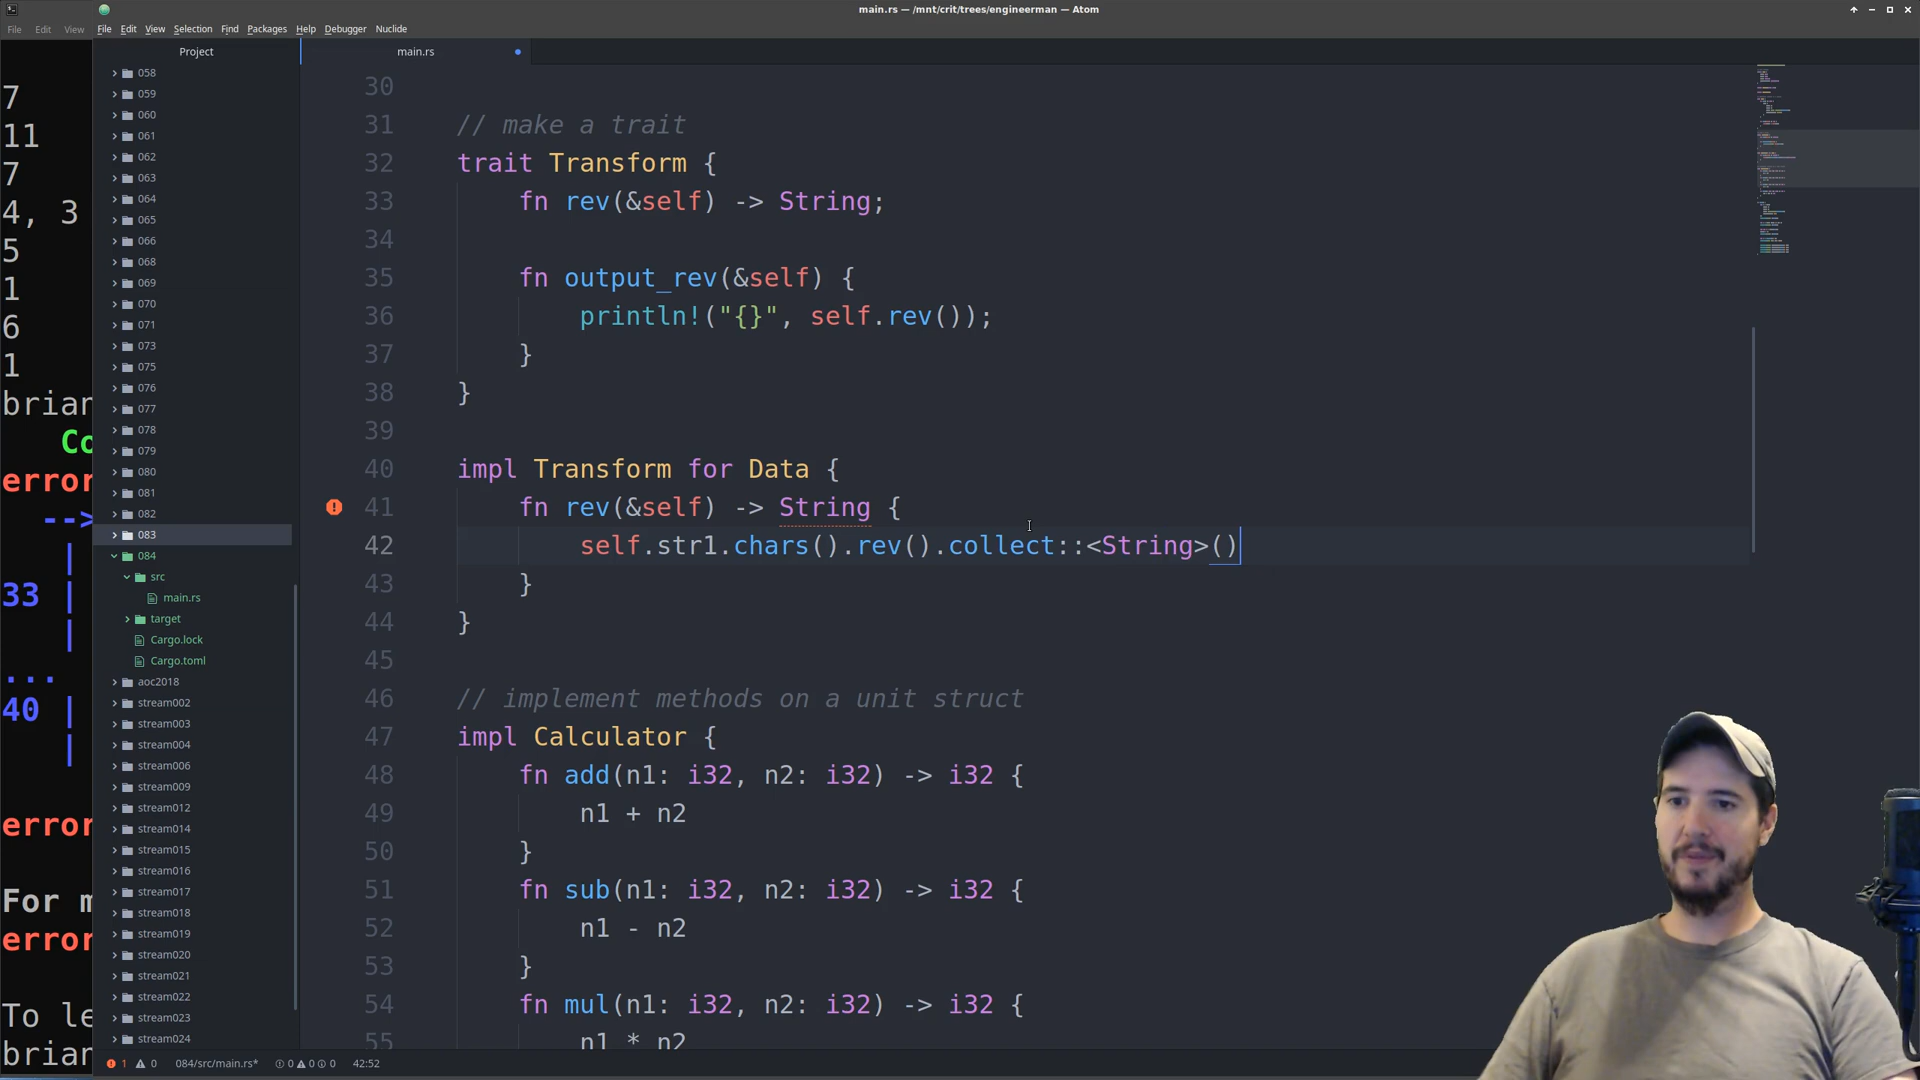 main.rs — /mnt/crit/trees/engineerman — Atom
File Edit View
File Edit View Selection Find Packages Help Debugger Nuclide
Project
main.rs
7
11
7
4, 3
5
1
6
1
brian
Co
error
-->
|
33 |
|
...
40 |
|
error
For m
error
To le
brian
058
059
060
061
062
063
064
065
066
068
069
070
071
073
075
076
077
078
079
080
081
082
083
084
src
main.rs
target
Cargo.lock
Cargo.toml
aoc2018
stream002
stream003
stream004
stream006
stream009
stream012
stream014
stream015
stream016
stream017
stream018
stream019
stream020
stream021
stream022
stream023
stream024
30
31 // make a trait
32 trait Transform {
33 fn rev(&self) -> String;
34
35 fn output_rev(&self) {
36 println!("{}", self.rev());
37 }
38 }
39
40 impl Transform for Data {
41 fn rev(&self) -> String {
42 self.str1.chars().rev().collect::<String>()
43 }
44 }
45
46 // implement methods on a unit struct
47 impl Calculator {
48 fn add(n1: i32, n2: i32) -> i32 {
49 n1 + n2
50 }
51 fn sub(n1: i32, n2: i32) -> i32 {
52 n1 - n2
53 }
54 fn mul(n1: i32, n2: i32) -> i32 {
55 n1 * n2
1 0 084/src/main.rs* 0 0 0 42:52